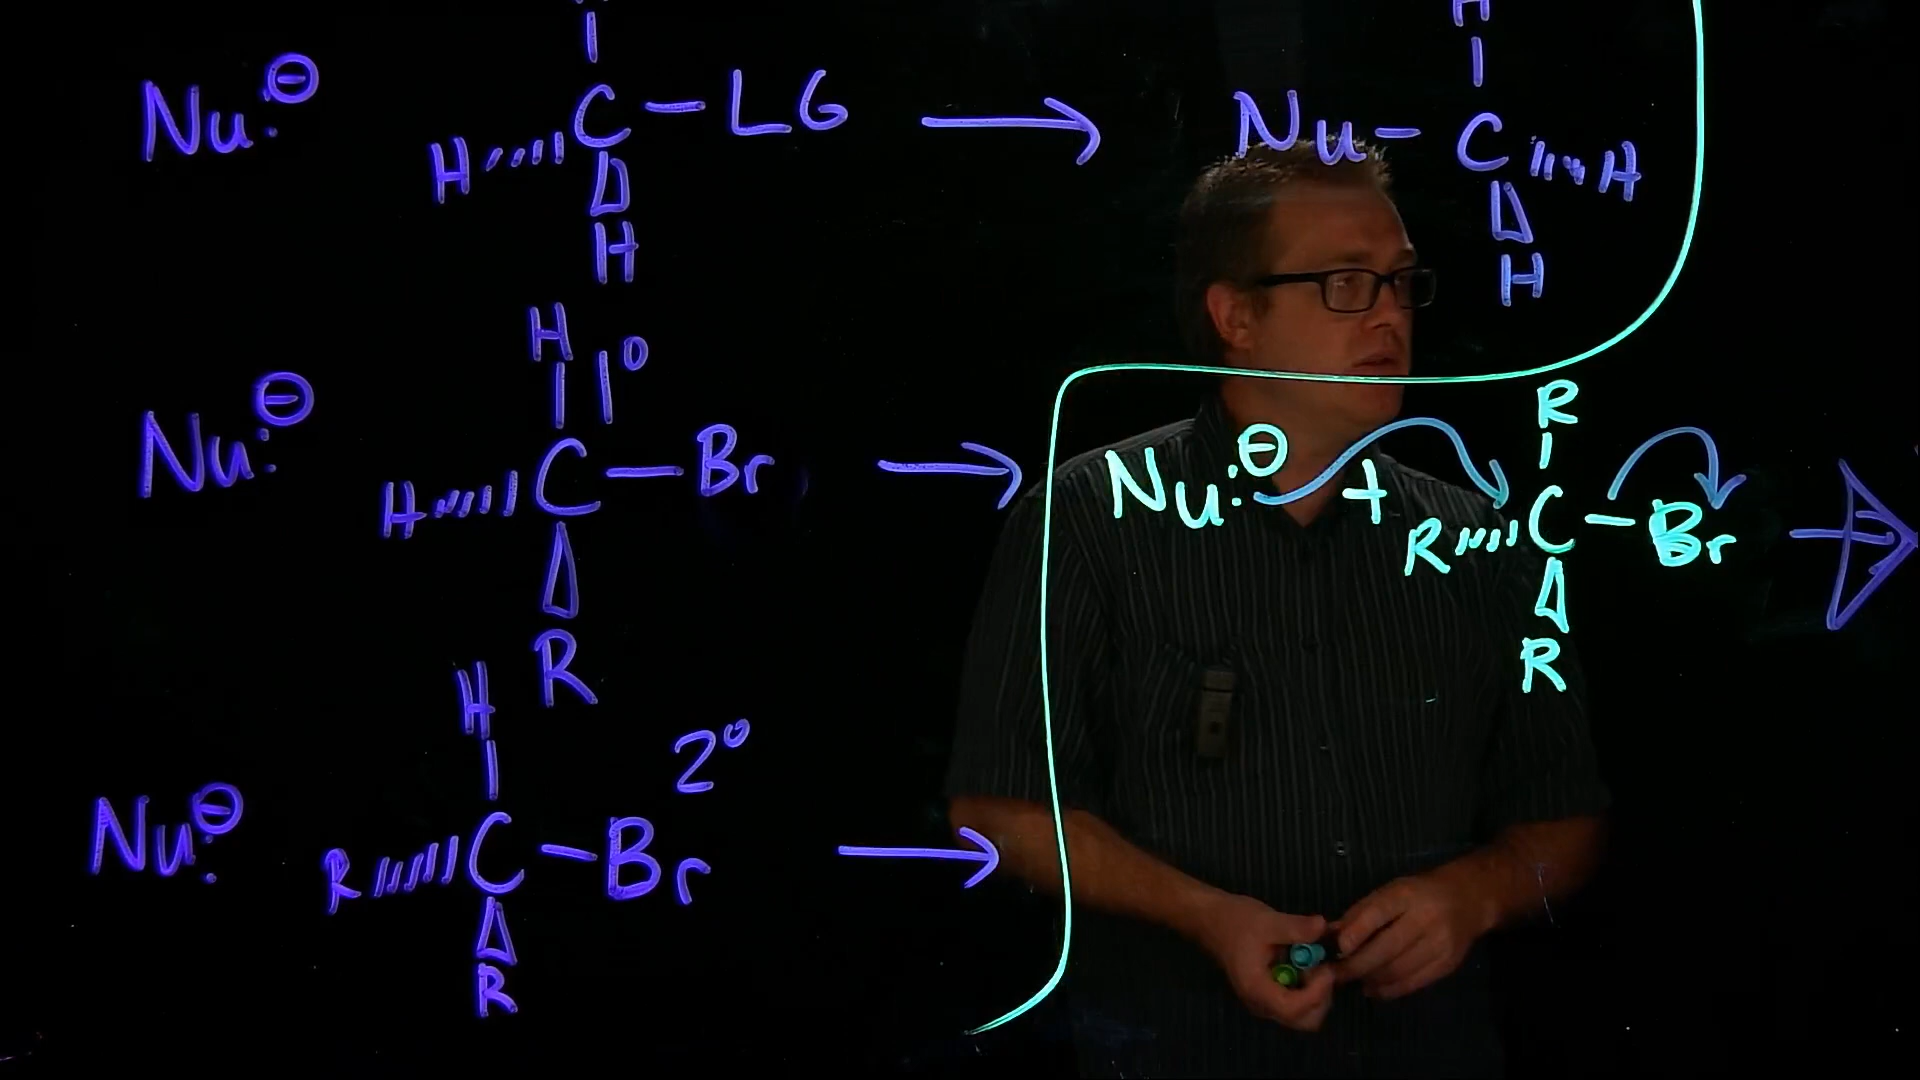 H
Nu:⊖ C – LG → Nu – C H
H
H H
H 1°
Nu:⊖ H C – Br →
R
R
Nu:⊖ + R C – Br →
R
H 2°
Nu:⊖ R C – Br →
R